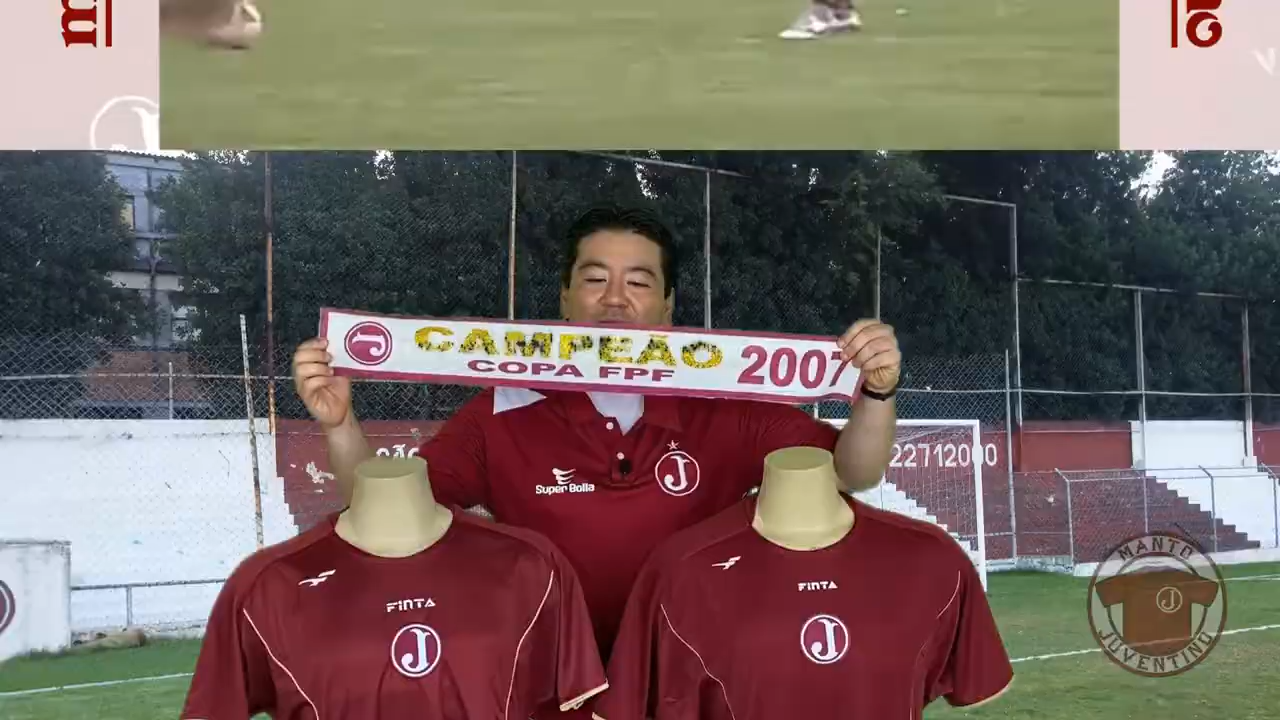 CAMPEÃO
COPA FPF
2007
Super Bolla
J
22712000
FINTA
J
FINTA
J
MANTO
J
JUVENTINO